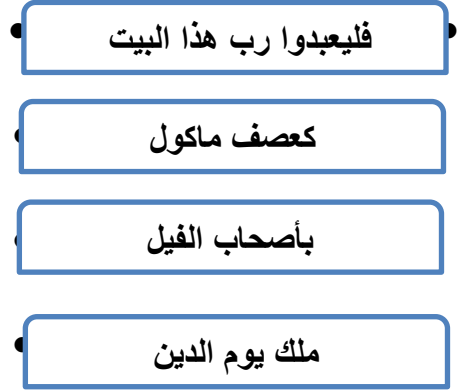 فليعبدوا رب هذا البيت
كعصف ماكول
بأصحاب الفيل
ملك يوم الدين